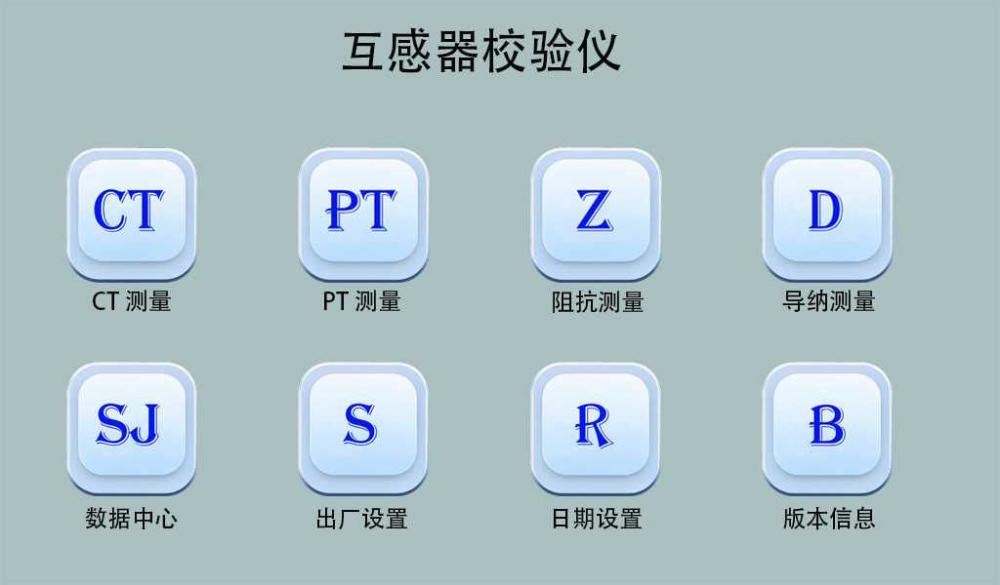 互感器校验仪
CT PT Z D
CT 测量 PT 测量 阻抗测量 导纳测量
SJ S R B
数据中心 出厂设置 日期设置 版本信息